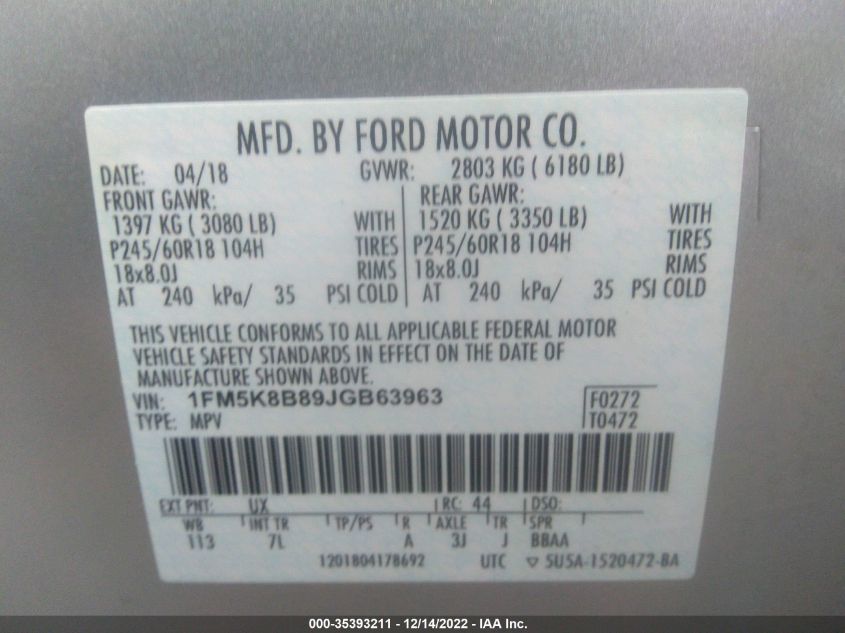 MFD. BY FORD MOTOR CO.
DATE: 04/18 GVWR: 2803 KG ( 6180 LB)
FRONT GAWR: REAR GAWR:
1397 KG ( 3080 LB) WITH 1520 KG ( 3350 LB) WITH
P245/60R18 104H TIRES P245/60R18 104H TIRES
18x8.0J RIMS 18x8.0J RIMS
AT 240 kPa/ 35 PSI COLD AT 240 kPa/ 35 PSI COLD
THIS VEHICLE CONFORMS TO ALL APPLICABLE FEDERAL MOTOR
VEHICLE SAFETY STANDARDS IN EFFECT ON THE DATE OF
MANUFACTURE SHOWN ABOVE.
VIN: 1FM5K8B89JGB63963 F0272
TYPE: MPV T0472
EXT PNT: UX RC: 44 DSO:
WB INT TR TP/PS R AXLE TR SPR
113 7L A 3J J BBAA
1201804178692 UTC ▽ 5U5A-1520472-BA
000-35393211 - 12/14/2022 - IAA Inc.